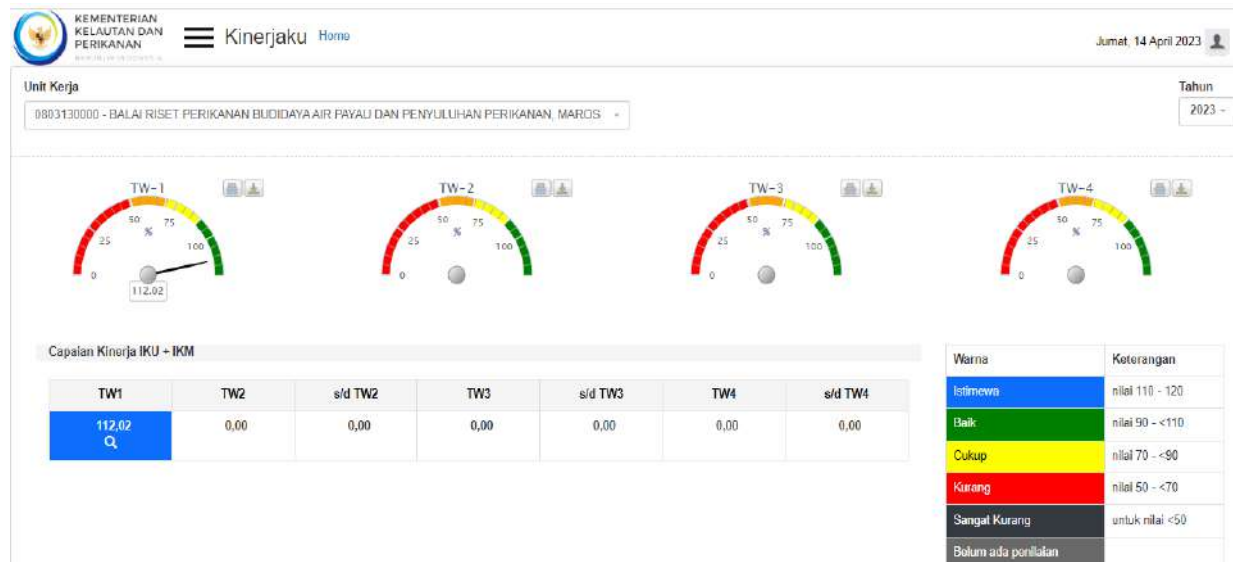 KEMENTERIAN
KELAUTAN DAN
PERIKANAN
Kinerjaku Home
Jumat, 14 April 2023
Unit Kerja
Tahun
0803130000 - BALAI RISET PERIKANAN BUDIDAYA AIR PAYAU DAN PENYULUHAN PERIKANAN, MAROS
2023
TW-1
0 25 50 75 100
%
112.02
TW-2
0 25 50 75 100
%
TW-3
0 25 50 75 100
%
TW-4
0 25 50 75 100
%
Capaian Kinerja IKU + IKM
TW1 TW2 s/d TW2 TW3 s/d TW3 TW4 s/d TW4
112,02 0,00 0,00 0,00 0,00 0,00 0,00
Warna Keterangan
Istimewa nilai 110 - 120
Baik nilai 90 - <110
Cukup nilai 70 - <90
Kurang nilai 50 - <70
Sangat Kurang untuk nilai <50
Belum ada penilaian